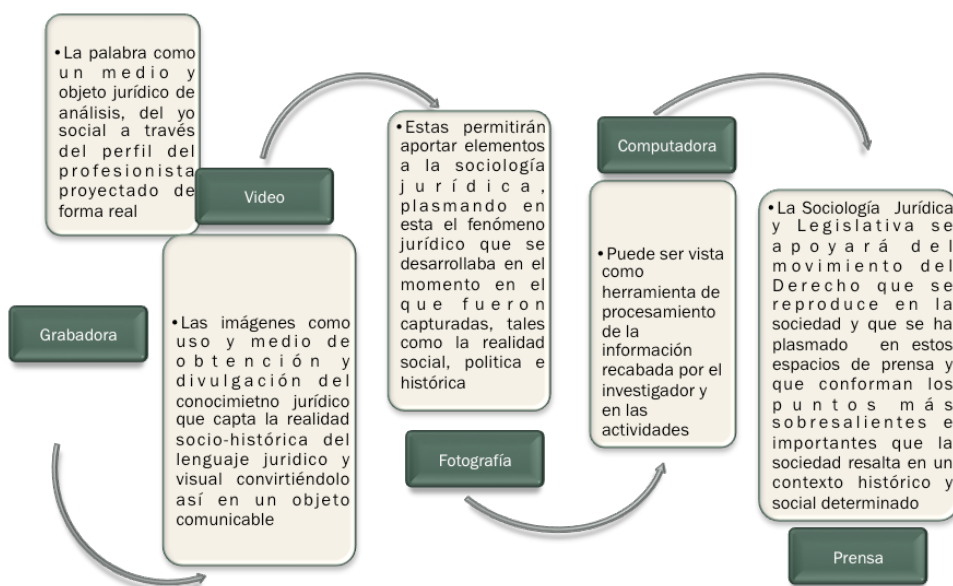 •La palabra como
un medio y
objeto jurídico de
análisis, del yo
social a través
del perfil del
profesionista
proyectado de
forma real
Grabadora
Video
•Las imágenes como
uso y medio de
obtención y
divulgación del
conocimietno jurídico
que capta la realidad
socio-histórica del
lenguaje juridico y
visual convirtiéndolo
así en un objeto
comunicable
•Estas permitirán
aportar elementos
a la sociología
jurídica,
plasmando en
esta el fenómeno
jurídico que se
desarrollaba en el
momento en el
que fueron
capturadas, tales
como la realidad
social, politica e
histórica
Fotografía
Computadora
•Puede ser vista
como
herramienta de
procesamiento
de la
información
recabada por el
investigador y
en las
actividades
•La Sociología Jurídica
y Legislativa se
apoyará del
movimiento del
Derecho que se
reproduce en la
sociedad y que se ha
plasmado en estos
espacios de prensa y
que conforman los
puntos más
sobresalientes e
importantes que la
sociedad resalta en un
contexto histórico y
social determinado
Prensa